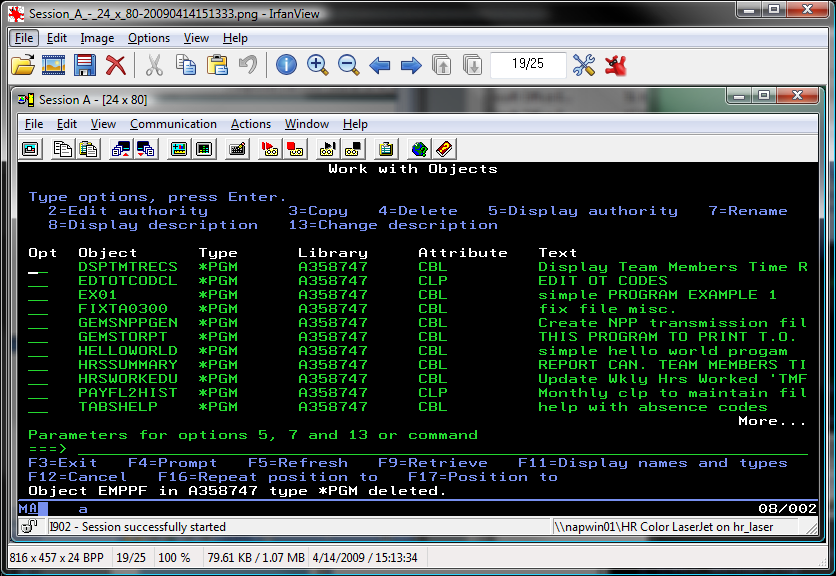 Session_A_-_24_x_80-20090414151333.png - IrfanView
File Edit Image Options View Help
19/25
Session A - [24 x 80]
File Edit View Communication Actions Window Help
Work with Objects
Type options, press Enter.
2=Edit authority 3=Copy 4=Delete 5=Display authority 7=Rename
8=Display description 13=Change description
Opt Object Type Library Attribute Text
DSPTMTRECS *PGM A358747 CBL Display Team Members Time R
EDTOTCODCL *PGM A358747 CLP EDIT OT CODES
EX01 *PGM A358747 CBL simple PROGRAM EXAMPLE 1
FIXTA0300 *PGM A358747 CBL fix file misc.
GEMSNPPGEN *PGM A358747 CBL Create NPP transmission fil
GEMSTORPT *PGM A358747 CBL THIS PROGRAM TO PRINT T.O.
HELLOWORLD *PGM A358747 CBL simple hello world progam
HRSSUMMARY *PGM A358747 CBL REPORT CAN. TEAM MEMBERS TI
HRSWORKEDU *PGM A358747 CBL Update Wkly Hrs Worked 'TMF
PAYFL2HIST *PGM A358747 CLP Monthly clp to maintain fil
TABSHELP *PGM A358747 CBL help with absence codes
More...
Parameters for options 5, 7 and 13 or command
===>
F3=Exit F4=Prompt F5=Refresh F9=Retrieve F11=Display names and types
F12=Cancel F16=Repeat position to F17=Position to
Object EMPPF in A358747 type *PGM deleted.
MA a 08/002
I902 - Session successfully started \\napwin01\HR Color LaserJet on hr_laser
816 x 457 x 24 BPP 19/25 100 % 79.61 KB / 1.07 MB 4/14/2009 / 15:13:34